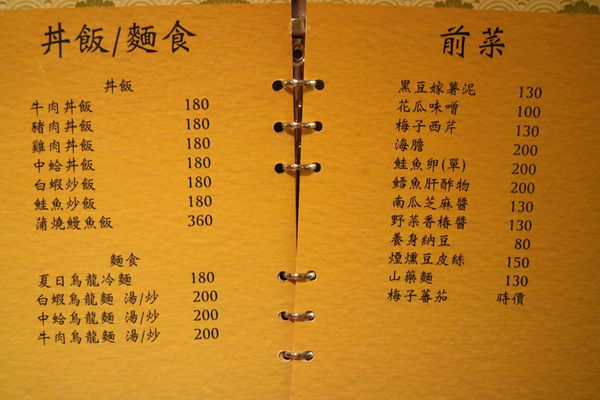 丼飯/麵食
丼飯
牛肉丼飯 180
豬肉丼飯 180
雞肉丼飯 180
中蛤丼飯 180
白蝦炒飯 180
鮭魚炒飯 180
蒲燒鰻魚飯 360
麵食
夏日烏龍冷麵 180
白蝦烏龍麵 湯/炒 200
中蛤烏龍麵 湯/炒 200
牛肉烏龍麵 湯/炒 200
前菜
黑豆嫁薯泥 130
花瓜味噌 100
梅子西芹 130
海膽 200
鮭魚卵(單) 200
鱈魚肝酢物 200
南瓜芝麻醬 130
野菜香椿醬 130
養身納豆 80
煙燻豆皮絲 150
山藥麵 130
梅子蕃茄 時價